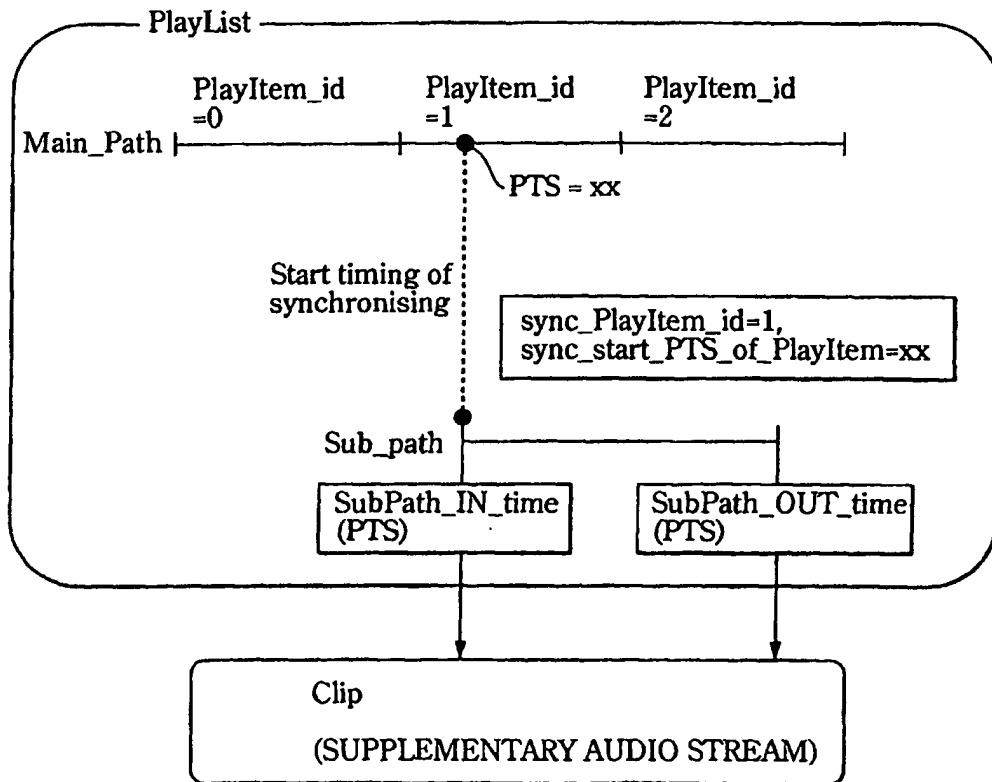 PlayList
PlayItem_id
=0
PlayItem_id
=1
PlayItem_id
=2
Main_Path
PTS = xx
Start timing of
synchronising
sync_PlayItem_id=1,
sync_start_PTS_of_PlayItem=xx
Sub_path
SubPath_IN_time
(PTS)
SubPath_OUT_time
(PTS)
Clip
(SUPPLEMENTARY AUDIO STREAM)